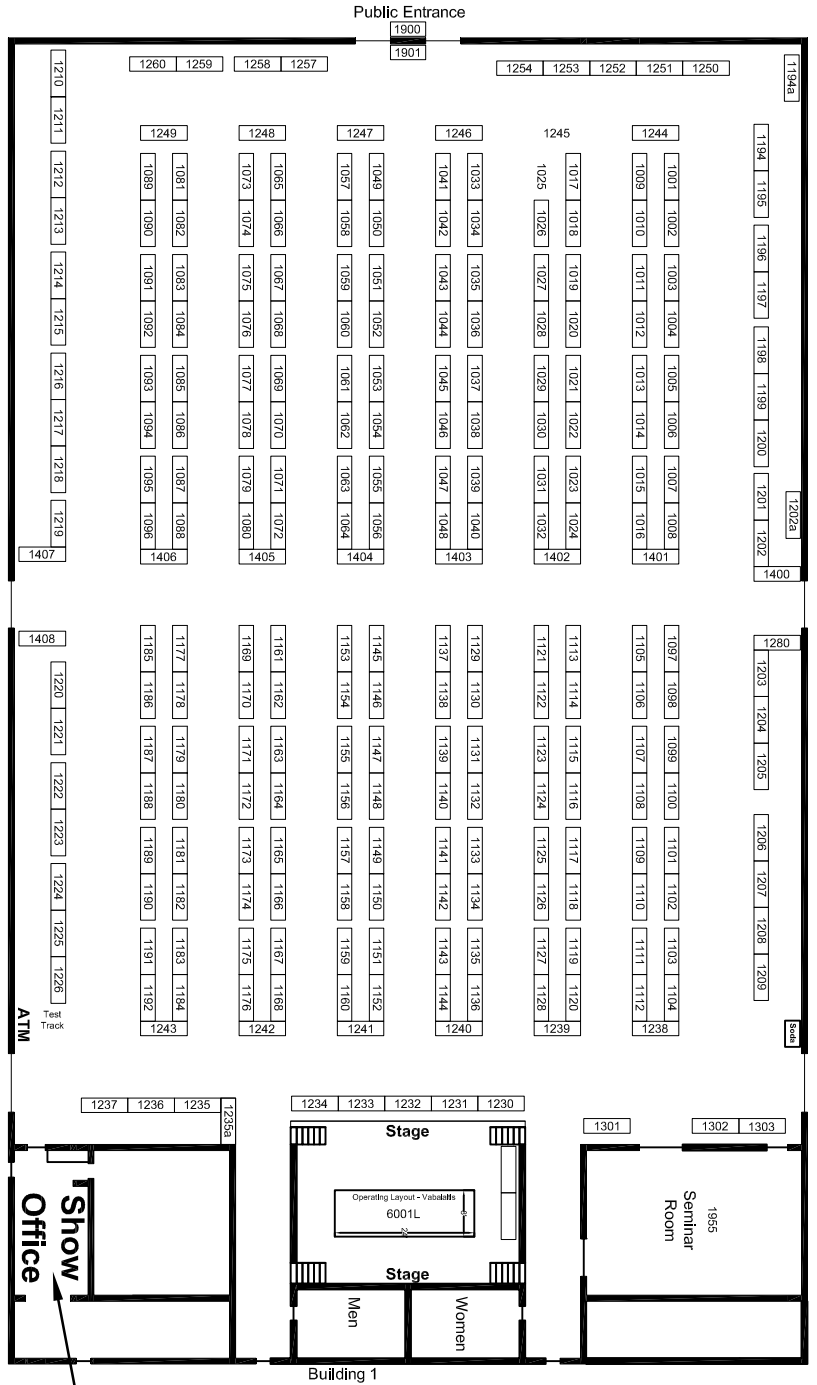 Public Entrance
1900
1901
1260 1259 1258 1257 1254 1253 1252 1251 1250
1194a
1210
1211
1212
1213
1214
1215
1216
1217
1218
1219
1407
1249 1248 1247 1246 1245 1244
1089 1081 1073 1065 1057 1049 1041 1033 1025 1017 1009 1001
1090 1082 1074 1066 1058 1050 1042 1034 1026 1018 1010 1002
1091 1083 1075 1067 1059 1051 1043 1035 1027 1019 1011 1003
1092 1084 1076 1068 1060 1052 1044 1036 1028 1020 1012 1004
1093 1085 1077 1069 1061 1053 1045 1037 1029 1021 1013 1005
1094 1086 1078 1070 1062 1054 1046 1038 1030 1022 1014 1006
1095 1087 1079 1071 1063 1055 1047 1039 1031 1023 1015 1007
1096 1088 1080 1072 1064 1056 1048 1040 1032 1024 1016 1008
1406 1405 1404 1403 1402 1401
1194
1195
1196
1197
1198
1199
1200
1201
1202
1202a
1400
1408
1220
1221
1222
1223
1224
1225
1226
Test
Track
ATM
1185 1177 1169 1161 1153 1145 1137 1129 1121 1113 1105 1097
1186 1178 1170 1162 1154 1146 1138 1130 1122 1114 1106 1098
1187 1179 1171 1163 1155 1147 1139 1131 1123 1115 1107 1099
1188 1180 1172 1164 1156 1148 1140 1132 1124 1116 1108 1100
1189 1181 1173 1165 1157 1149 1141 1133 1125 1117 1109 1101
1190 1182 1174 1166 1158 1150 1142 1134 1126 1118 1110 1102
1191 1183 1175 1167 1159 1151 1143 1135 1127 1119 1111 1103
1192 1184 1176 1168 1160 1152 1144 1136 1128 1120 1112 1104
1243 1242 1241 1240 1239 1238
1280
1203
1204
1205
1206
1207
1208
1209
Soda
1237 1236 1235 1235a
1234 1233 1232 1231 1230
1301 1302 1303
Stage
Operating Layout - Vabalaitis
6001L
Stage
Show
Office
1955
Seminar
Room
Men
Women
Building 1